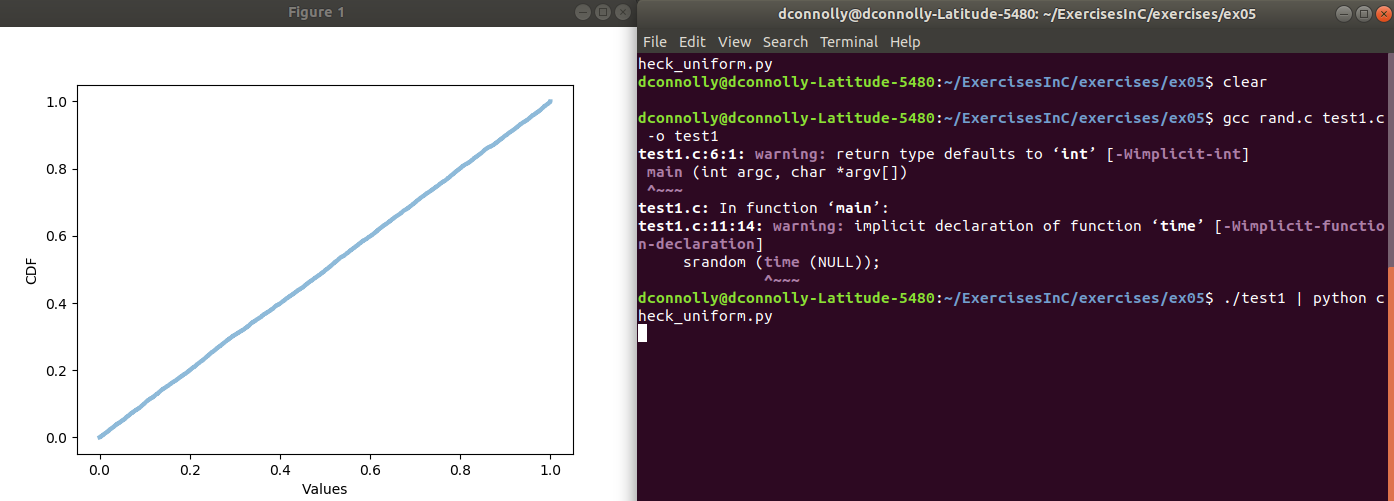 Figure 1
1.0
0.8
0.6
0.4
0.2
0.0
CDF
0.0 0.2 0.4 0.6 0.8 1.0
Values
dconnolly@dconnolly-Latitude-5480: ~/ExercisesInC/exercises/ex05
File Edit View Search Terminal Help
heck_uniform.py
dconnolly@dconnolly-Latitude-5480:~/ExercisesInC/exercises/ex05$ clear
dconnolly@dconnolly-Latitude-5480:~/ExercisesInC/exercises/ex05$ gcc rand.c test1.c
-o test1
test1.c:6:1: warning: return type defaults to ‘int’ [-Wimplicit-int]
main (int argc, char *argv[])
^~~~
test1.c: In function ‘main’:
test1.c:11:14: warning: implicit declaration of function ‘time’ [-Wimplicit-functio
n-declaration]
srandom (time (NULL));
^~~~
dconnolly@dconnolly-Latitude-5480:~/ExercisesInC/exercises/ex05$ ./test1 | python c
heck_uniform.py